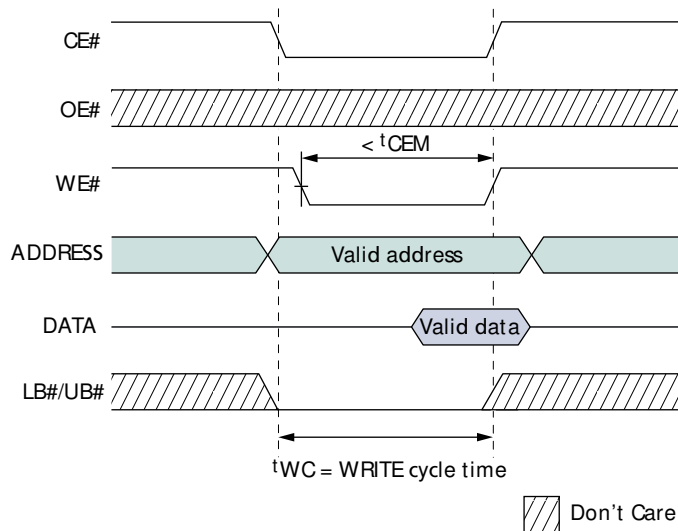 CE#
OE#
< tCEM
WE#
ADDRESS
Valid address
DATA
Valid data
LB#/UB#
tWC = WRITE cycle time
Don't Care